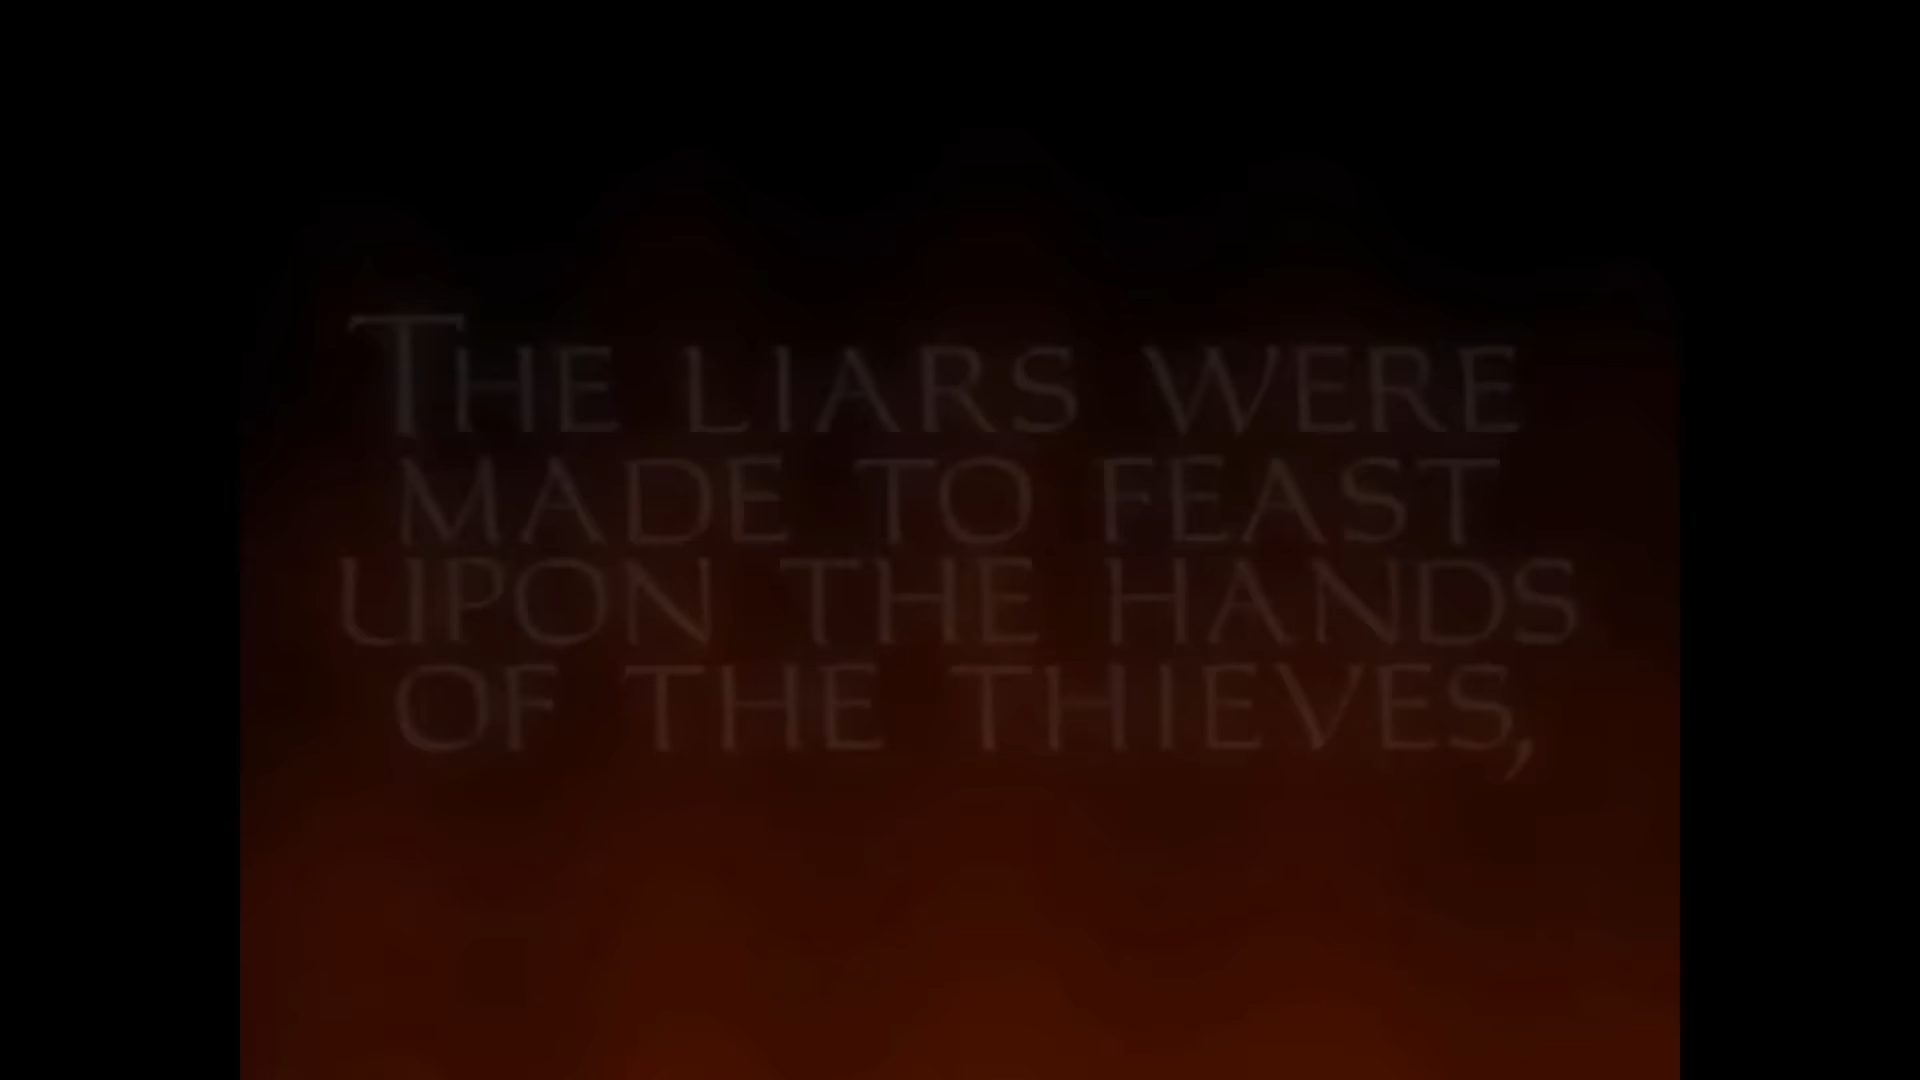 The liars were
made to feast
upon the hands
of the thieves,